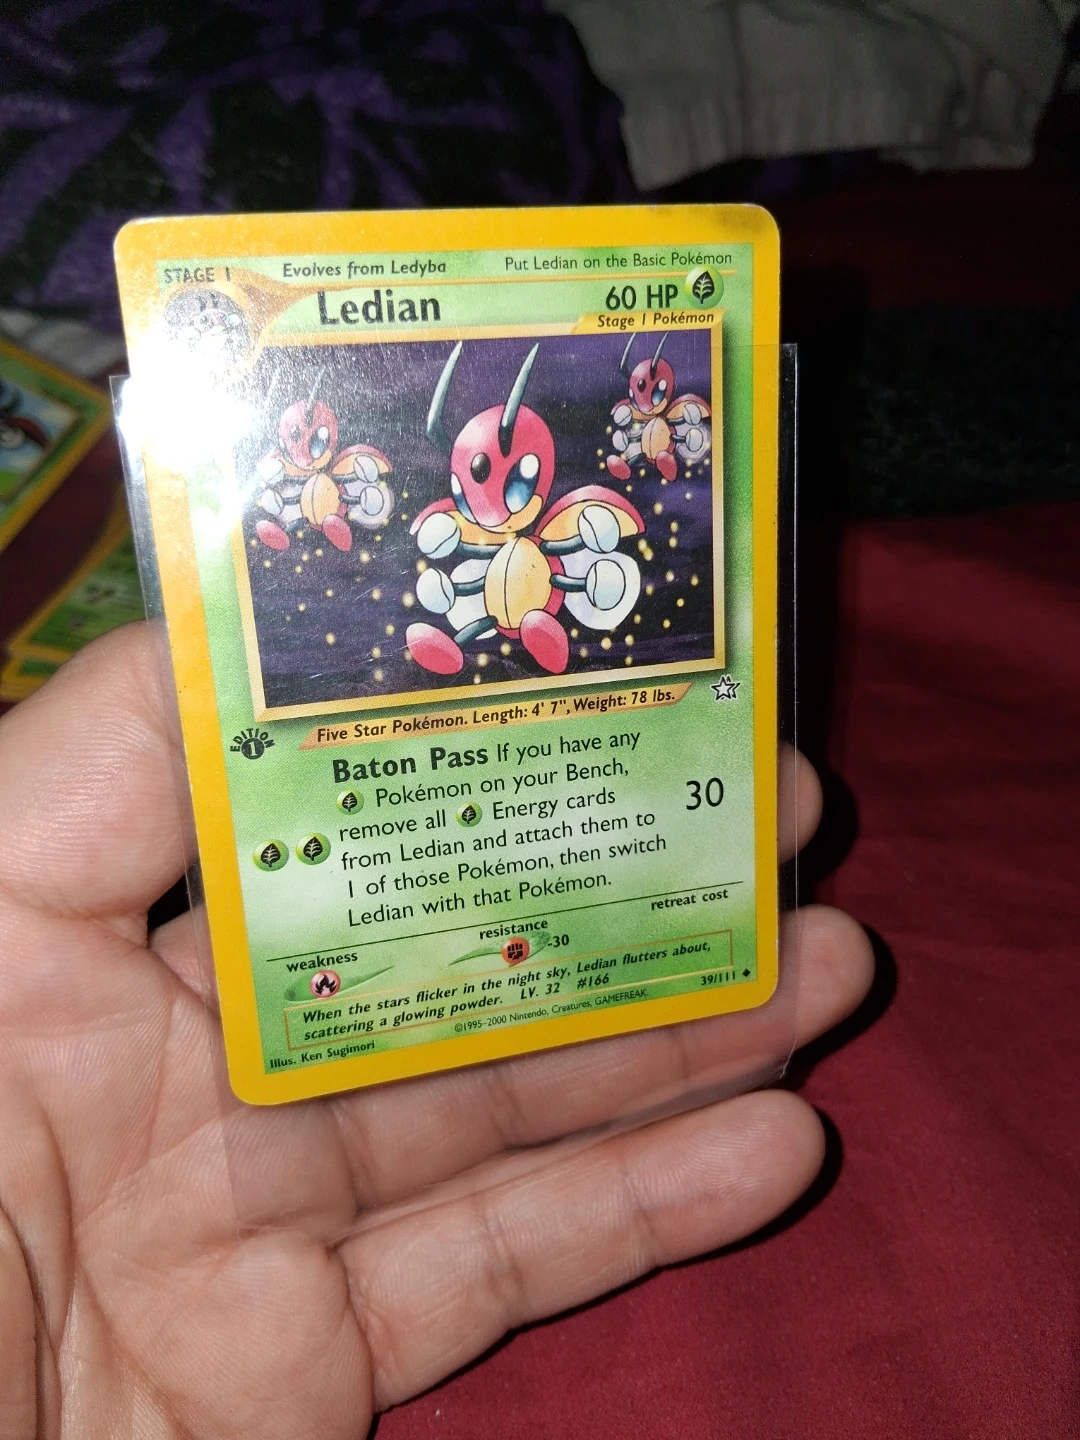 STAGE 1
Evolves from Ledyba
Put Ledian on the Basic Pokémon
Ledian
60 HP
Stage 1 Pokémon
EDITION
1
Five Star Pokémon. Length: 4' 7", Weight: 78 lbs.
Baton Pass If you have any
Pokémon on your Bench,
remove all Energy cards
from Ledian and attach them to
1 of those Pokémon, then switch
Ledian with that Pokémon.
30
weakness
resistance
-30
retreat cost
When the stars flicker in the night sky, Ledian flutters about,
scattering a glowing powder. LV. 32 #166
39/111
Illus. Ken Sugimori
©1995-2000 Nintendo, Creatures, GAMEFREAK.